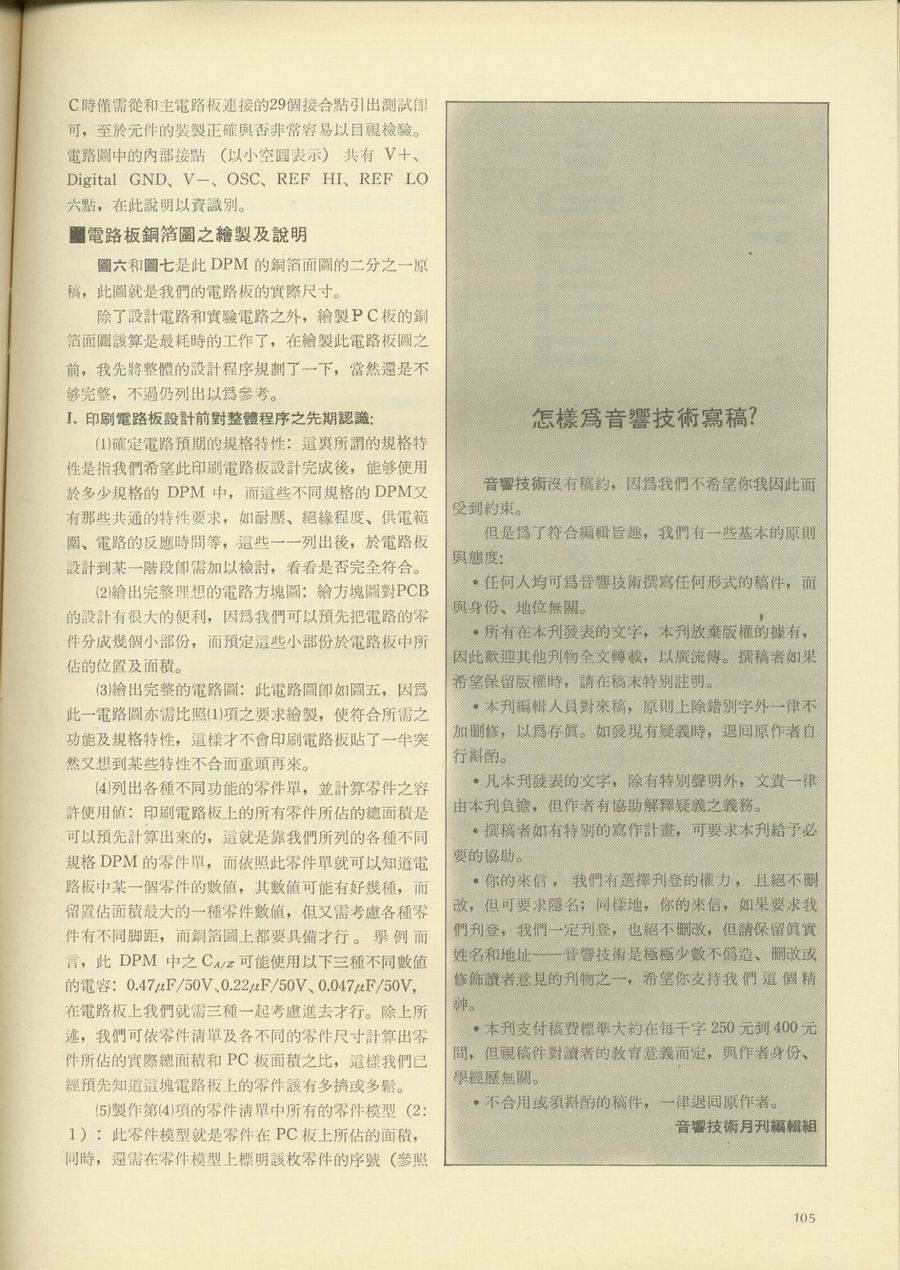 C時僅需從和主電路板連接的29個接合點引出測試卽
可，至於元件的裝製正確與否非常容易以目視檢驗。
電路圖中的內部接點　（以小空圓表示）　共有　V＋、
Digital GND、V－、OSC、REF HI、REF LO
六點，在此說明以資識別。
■電路板銅箔圖之繪製及說明
圖六和圖七是此 DPM 的銅箔面圖的二分之一原
稿，此圖就是我們的電路板的實際尺寸。
除了設計電路和實驗電路之外，繪製ＰＣ板的銅
箔面圖該算是最耗時的工作了，在繪製此電路板圖之
前，我先將整體的設計程序規劃了一下，當然還是不
够完整，不過仍列出以爲參考。
I. 印刷電路板設計前對整體程序之先期認識:
⑴確定電路預期的規格特性：這裏所謂的規格特
性是指我們希望此印刷電路板設計完成後，能够使用
於多少規格的 DPM 中，而這些不同規格的 DPM又
有那些共通的特性要求，如耐壓、絕緣程度、供電範
圍、電路的反應時間等，這些一一列出後，於電路板
設計到某一階段卽需加以檢討，看看是否完全符合。
⑵繪出完整理想的電路方塊圖：繪方塊圖對PCB
的設計有很大的便利，因爲我們可以預先把電路的零
件分成幾個小部份，而預定這些小部份於電路板中所
佔的位置及面積。
⑶繪出完整的電路圖：此電路圖卽如圖五，因爲
此一電路圖亦需比照⑴項之要求繪製，使符合所需之
功能及規格特性，這樣才不會印刷電路板貼了一半突
然又想到某些特性不合而重頭再來。
⑷列出各種不同功能的零件單，並計算零件之容
許使用値：印刷電路板上的所有零件所佔的總面積是
可以預先計算出來的，這就是靠我們所列的各種不同
規格 DPM 的零件單，而依照此零件單就可以知道電
路板中某一個零件的數値，其數値可能有好幾種，而
留置佔面積最大的一種零件數値，但又需考慮各種零
件有不同脚距，而銅箔圖上都要具備才行。舉例而
言，此 DPM 中之 C_A/Z 可能使用以下三種不同數値
的電容：0.47μF/50V、0.22μF/50V、0.047μF/50V，
在電路板上我們就需三種一起考慮進去才行。除上所
述，我們可依零件淸單及各不同的零件尺寸計算出零
件所佔的實際總面積和 PC 板面積之比，這樣我們已
經預先知道這塊電路板上的零件該有多擠或多鬆。
⑸製作第⑷項的零件淸單中所有的零件模型（2：
1）：此零件模型就是零件在 PC 板上所佔的面積，
同時，還需在零件模型上標明該枚零件的序號（參照
怎樣爲音響技術寫稿？
音響技術沒有稿約，因爲我們不希望你我因此而
受到約束。
但是爲了符合編輯旨趣，我們有一些基本的原則
與態度：
•任何人均可爲音響技術撰寫任何形式的稿件，而
與身份、地位無關。
•所有在本刋發表的文字，本刋放棄版權的據有，
因此歡迎其他刋物全文轉載，以廣流傳。撰稿者如果
希望保留版權時，請在稿末特別註明。
•本刋編輯人員對來稿，原則上除錯別字外一律不
加刪修，以爲存眞。如發現有疑義時，退囘原作者自
行斟酌。
•凡本刋發表的文字，除有特別聲明外，文責一律
由本刋負擔，但作者有協助解釋疑義之義務。
•撰稿者如有特別的寫作計畫，可要求本刋給予必
要的協助。
•你的來信，我們有選擇刋登的權力，且絕不刪
改，但可要求隱名；同樣地，你的來信，如果要求我
們刋登，我們一定刋登，也絕不刪改，但請保留眞實
姓名和地址——音響技術是極極少數不僞造、刪改或
修飾讀者意見的刋物之一，希望你支持我們這個精
神。
•本刋支付稿費標準大約在每千字 250 元到 400 元
間，但視稿件對讀者的敎育意義而定，與作者身份、
學經歷無關。
•不合用或須斟酌的稿件，一律退囘原作者。
音響技術月刋編輯組
105